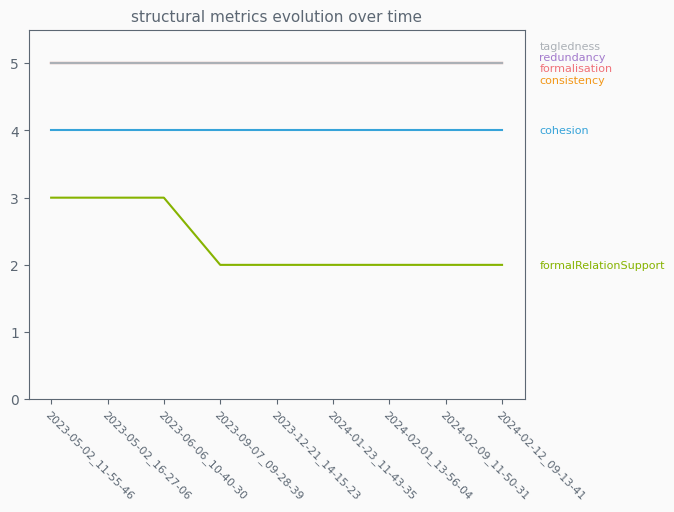 structural metrics evolution over time
5
4
3
2
1
0
tagledness
redundancy
formalisation
consistency
cohesion
formalRelationSupport
2023-05-02_11-55-46
2023-05-02_16-27-06
2023-06-06_10-40-30
2023-09-07_09-28-39
2023-12-21_14-15-23
2024-01-23_11-43-35
2024-02-01_13-56-04
2024-02-09_11-50-31
2024-02-12_09-13-41